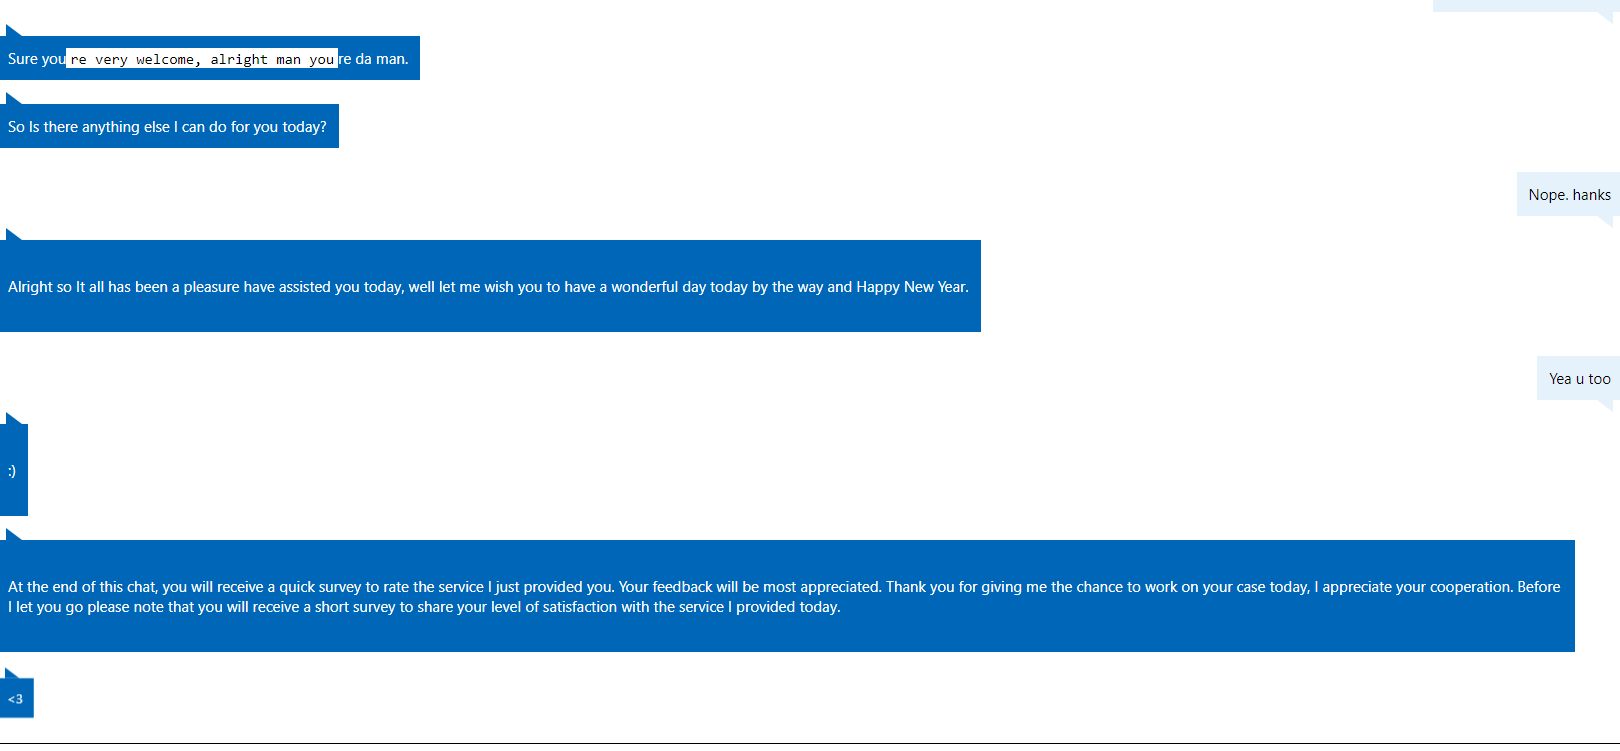 Sure you re very welcome, alright man you re da man.
So Is there anything else I can do for you today?
Nope. hanks
Alright so It all has been a pleasure have assisted you today, well let me wish you to have a wonderful day today by the way and Happy New Year.
Yea u too
:)
At the end of this chat, you will receive a quick survey to rate the service I just provided you. Your feedback will be most appreciated. Thank you for giving me the chance to work on your case today, I appreciate your cooperation. Before
I let you go please note that you will receive a short survey to share your level of satisfaction with the service I provided today.
<3